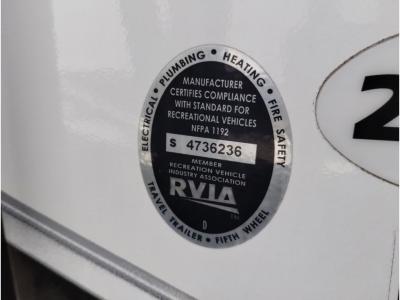 ELECTRICAL • PLUMBING • HEATING • FIRE SAFETY
MANUFACTURER
CERTIFIES COMPLIANCE
WITH STANDARD FOR
RECREATIONAL VEHICLES
NFPA 1192
S 4736236
MEMBER
RECREATION VEHICLE
INDUSTRY ASSOCIATION
RVIA
D
• TRAVEL TRAILER • FIFTH WHEEL •
2